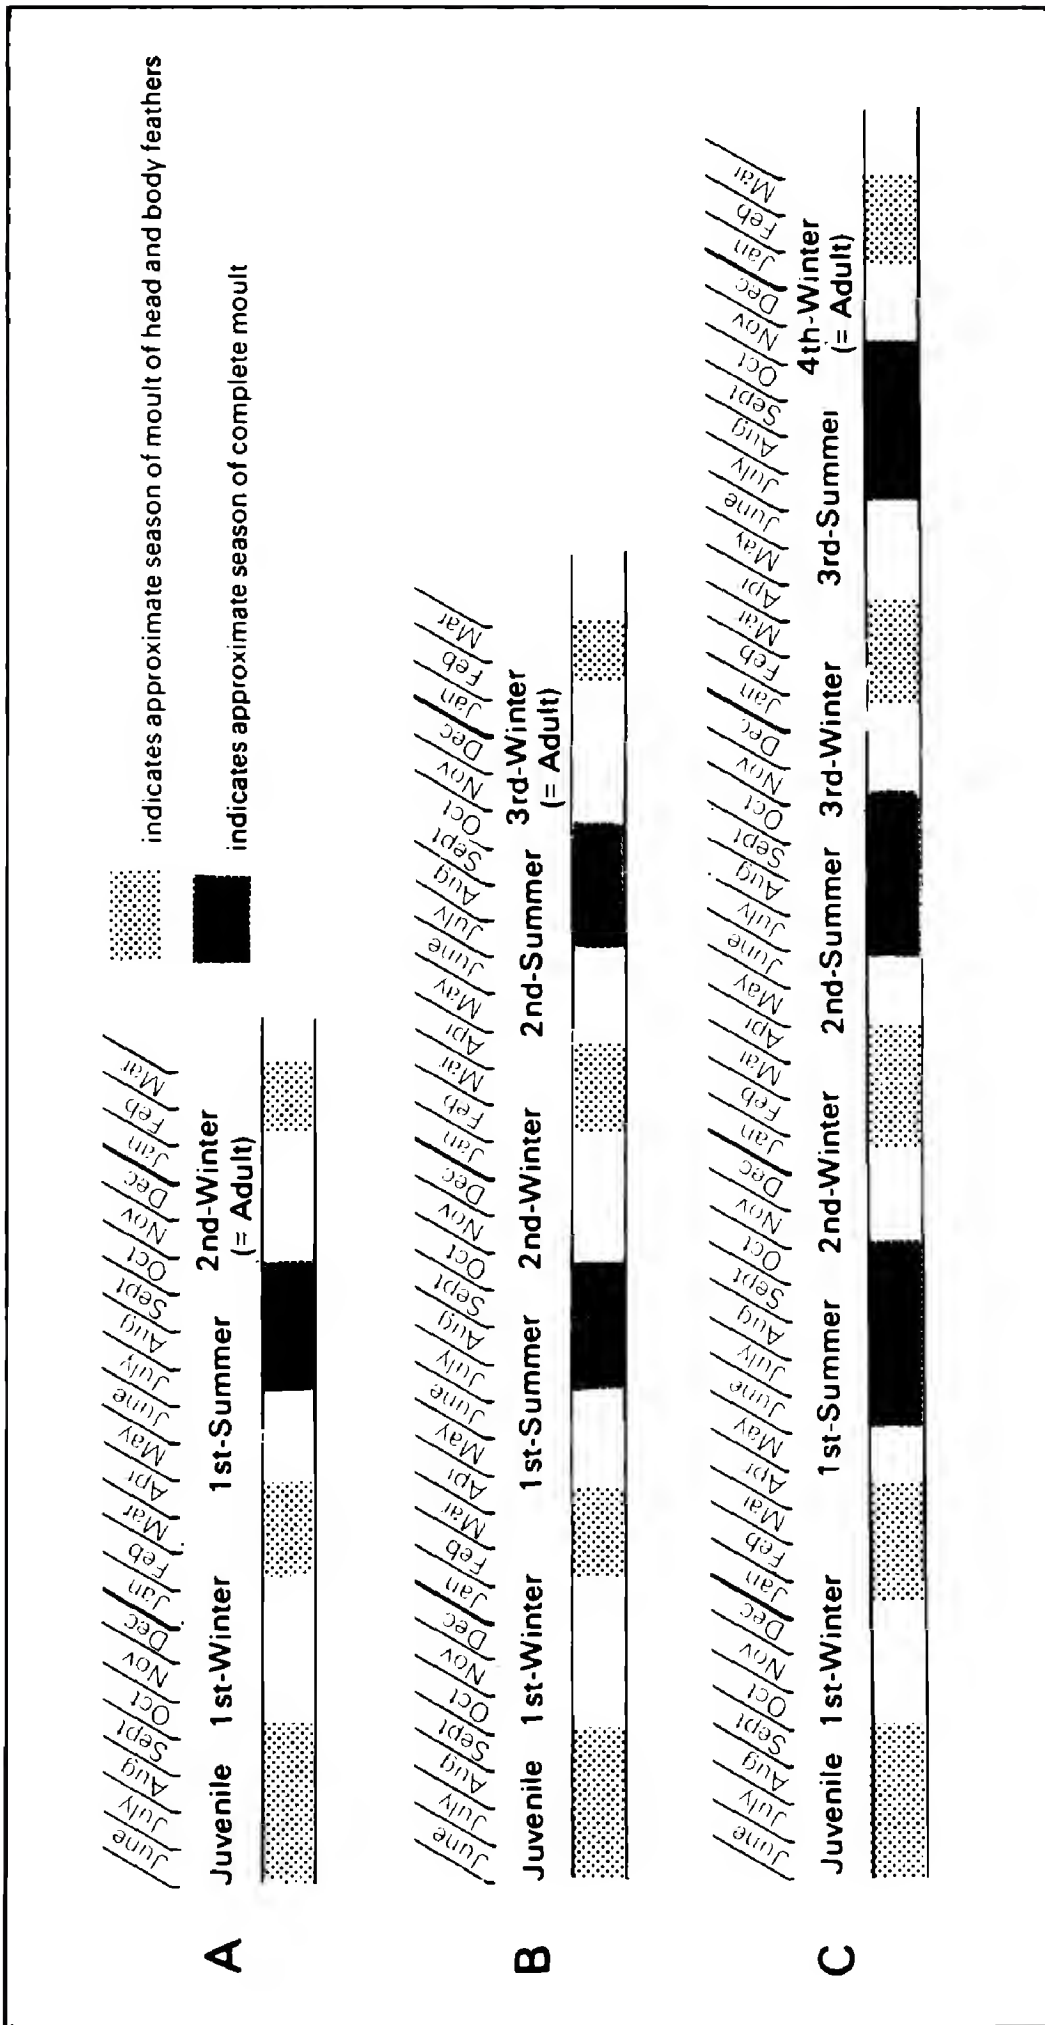 indicates approximate season of moult of head and body feathers
indicates approximate season of complete moult
June July Aug Sept Oct Nov Dec Jan Feb Mar Apr May June July Aug Sept Oct Nov Dec Jan Feb Mar
A Juvenile 1st-Winter 1st-Summer 2nd-Winter
(= Adult)
June July Aug Sept Oct Nov Dec Jan Feb Mar Apr May June July Aug Sept Oct Nov Dec Jan Feb Mar Apr May June July Aug Sept Oct Nov Dec Jan Feb Mar
B Juvenile 1st-Winter 1st-Summer 2nd-Winter 2nd-Summer 3rd-Winter
(= Adult)
June July Aug Sept Oct Nov Dec Jan Feb Mar Apr May June July Aug Sept Oct Nov Dec Jan Feb Mar Apr May June July Aug Sept Oct Nov Dec Jan Feb Mar Apr May June July Aug Sept Oct Nov Dec Jan Feb Mar
C Juvenile 1st-Winter 1st-Summer 2nd-Winter 2nd-Summer 3rd-Winter 3rd-Summer 4th-Winter
(= Adult)